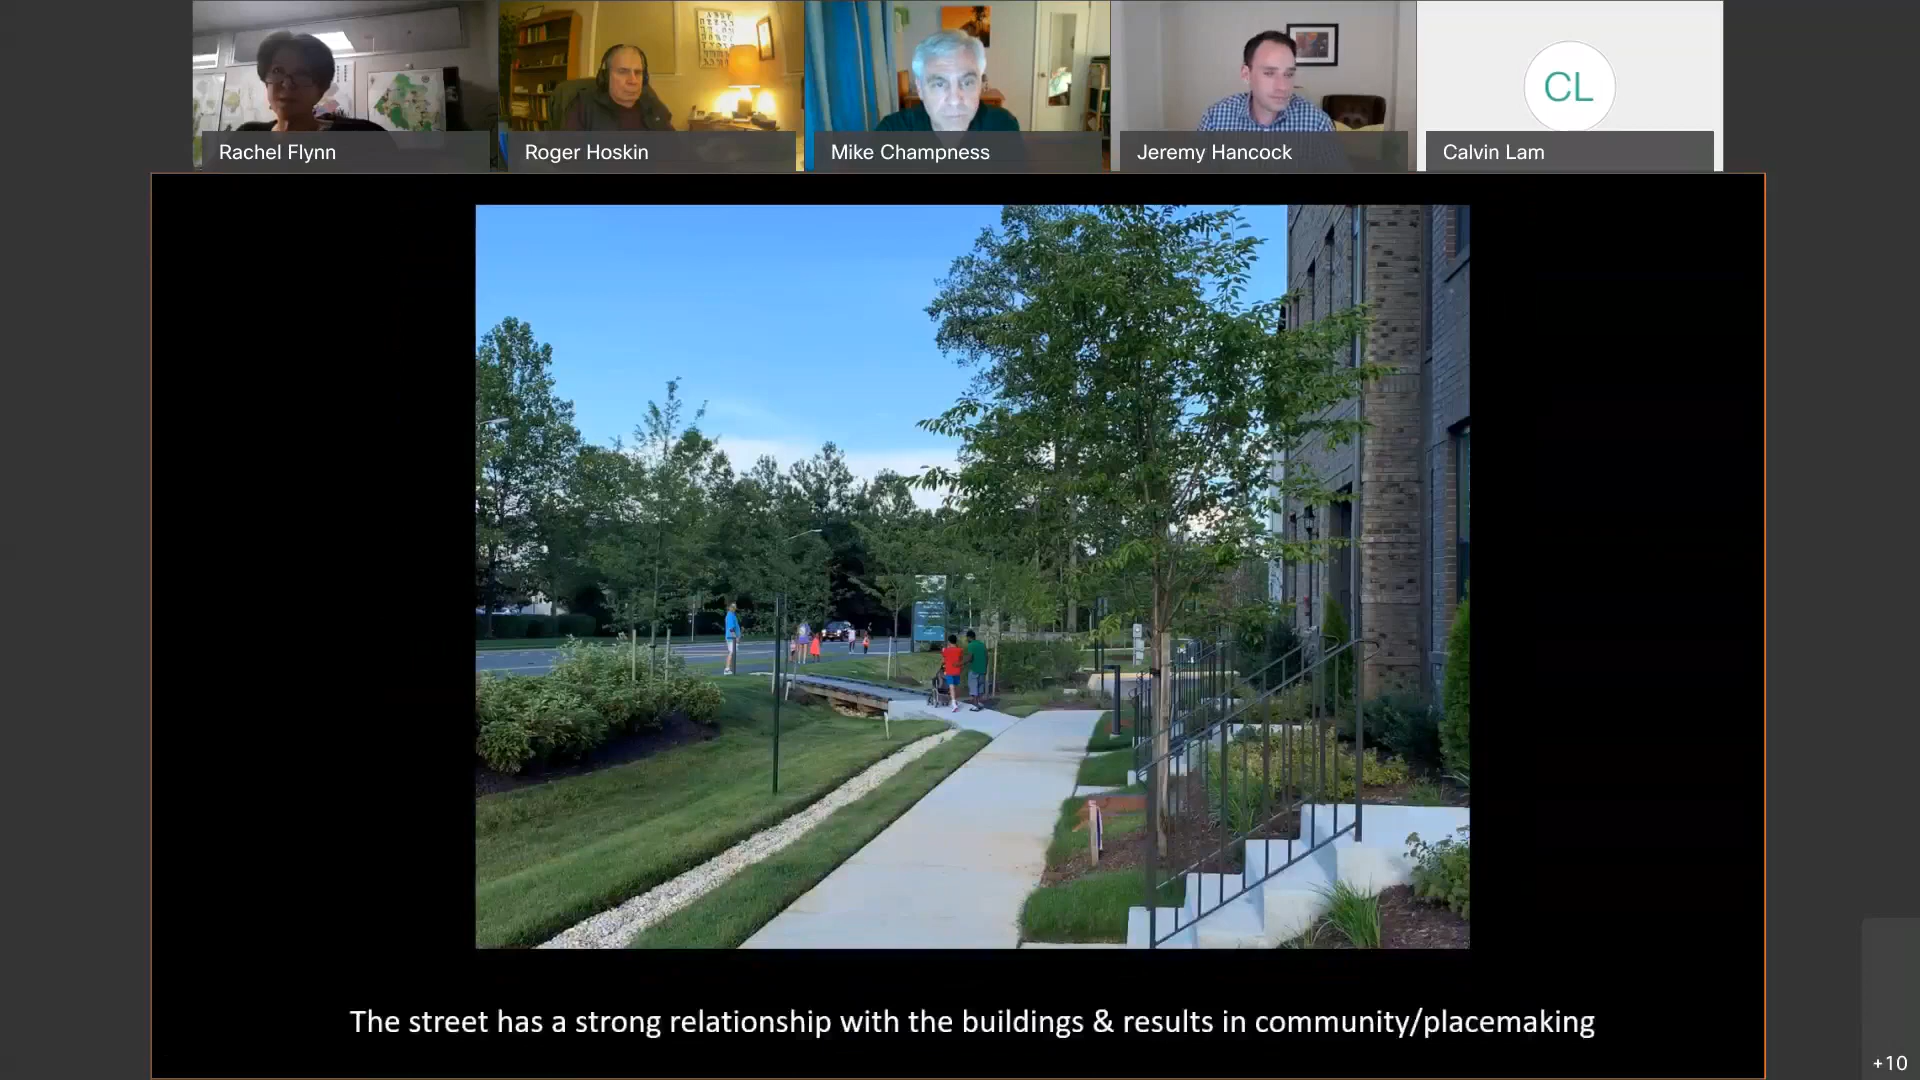 Rachel Flynn
Roger Hoskin
Mike Champness
Jeremy Hancock
CL
Calvin Lam
The street has a strong relationship with the buildings & results in community/placemaking
+10